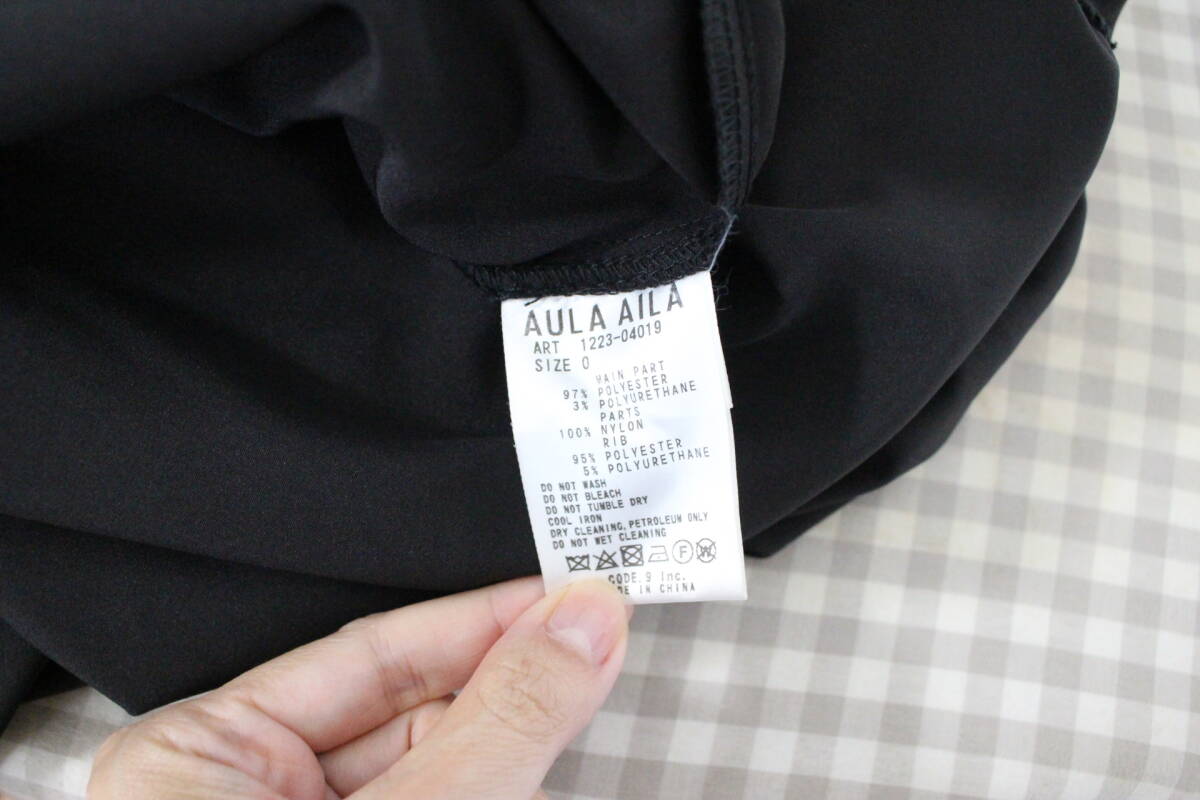 AULA AILA
ART 1223-04019
SIZE 0
MAIN PART
97% POLYESTER
3% POLYURETHANE
PARTS
100% NYLON
RIB
95% POLYESTER
5% POLYURETHANE
DO NOT WASH
DO NOT BLEACH
DO NOT TUMBLE DRY
COOL IRON
DRY CLEANING,PETROLEUM ONLY
DO NOT WET CLEANING
F W
CODE.9 Inc.
IN CHINA